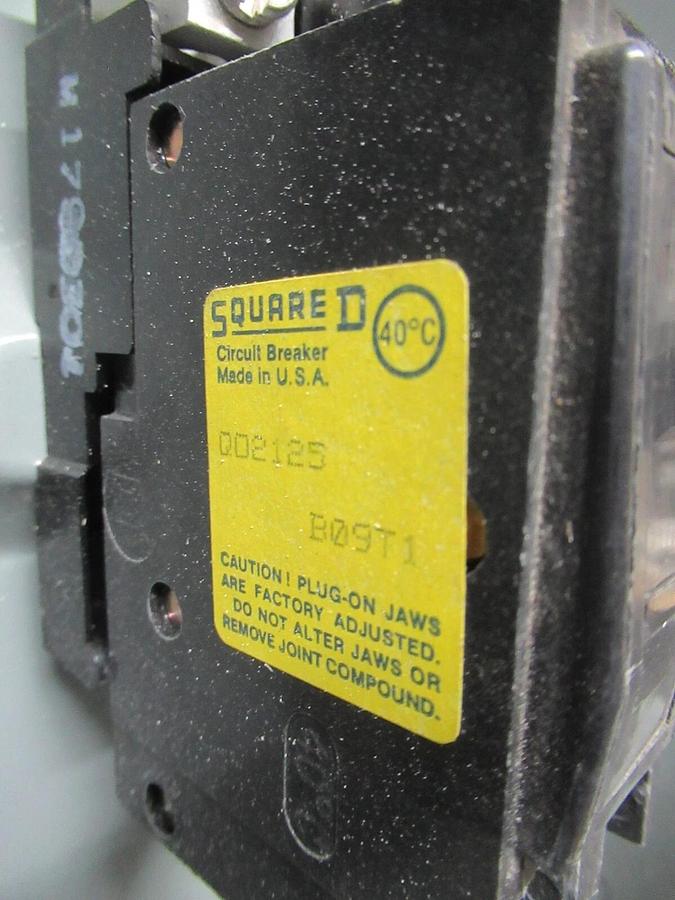 SQUARE D
40°C
Circuit Breaker
Made in U.S.A.
QO2125
B09T1
CAUTION! PLUG-ON JAWS
ARE FACTORY ADJUSTED.
DO NOT ALTER JAWS OR
REMOVE JOINT COMPOUND.